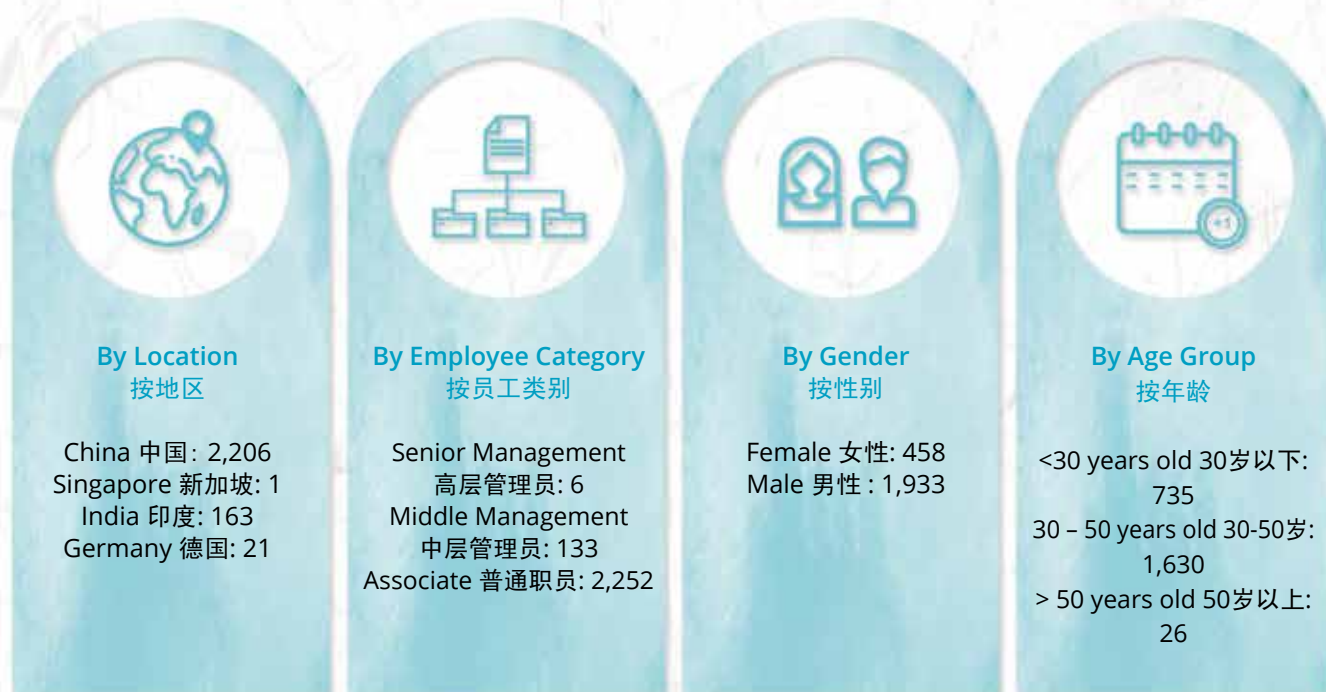 By Location
按地区
China 中国：2,206
Singapore 新加坡: 1
India 印度: 163
Germany 德国: 21
By Employee Category
按员工类别
Senior Management
高层管理员: 6
Middle Management
中层管理员: 133
Associate 普通职员: 2,252
By Gender
按性别
Female 女性: 458
Male 男性 : 1,933
By Age Group
按年龄
<30 years old 30岁以下:
735
30 – 50 years old 30-50岁:
1,630
> 50 years old 50岁以上:
26